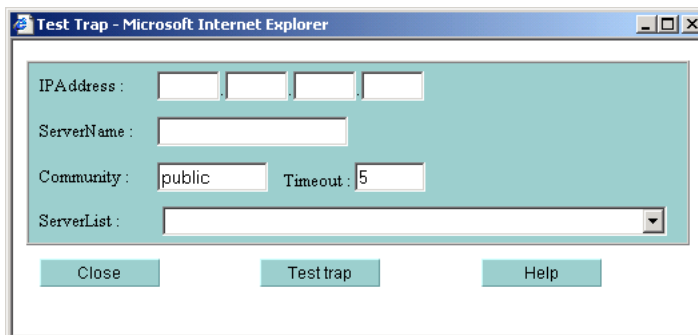 Test Trap - Microsoft Internet Explorer
IPAddress : . . .
ServerName :
Community : public Timeout : 5
ServerList :
Close Test trap Help